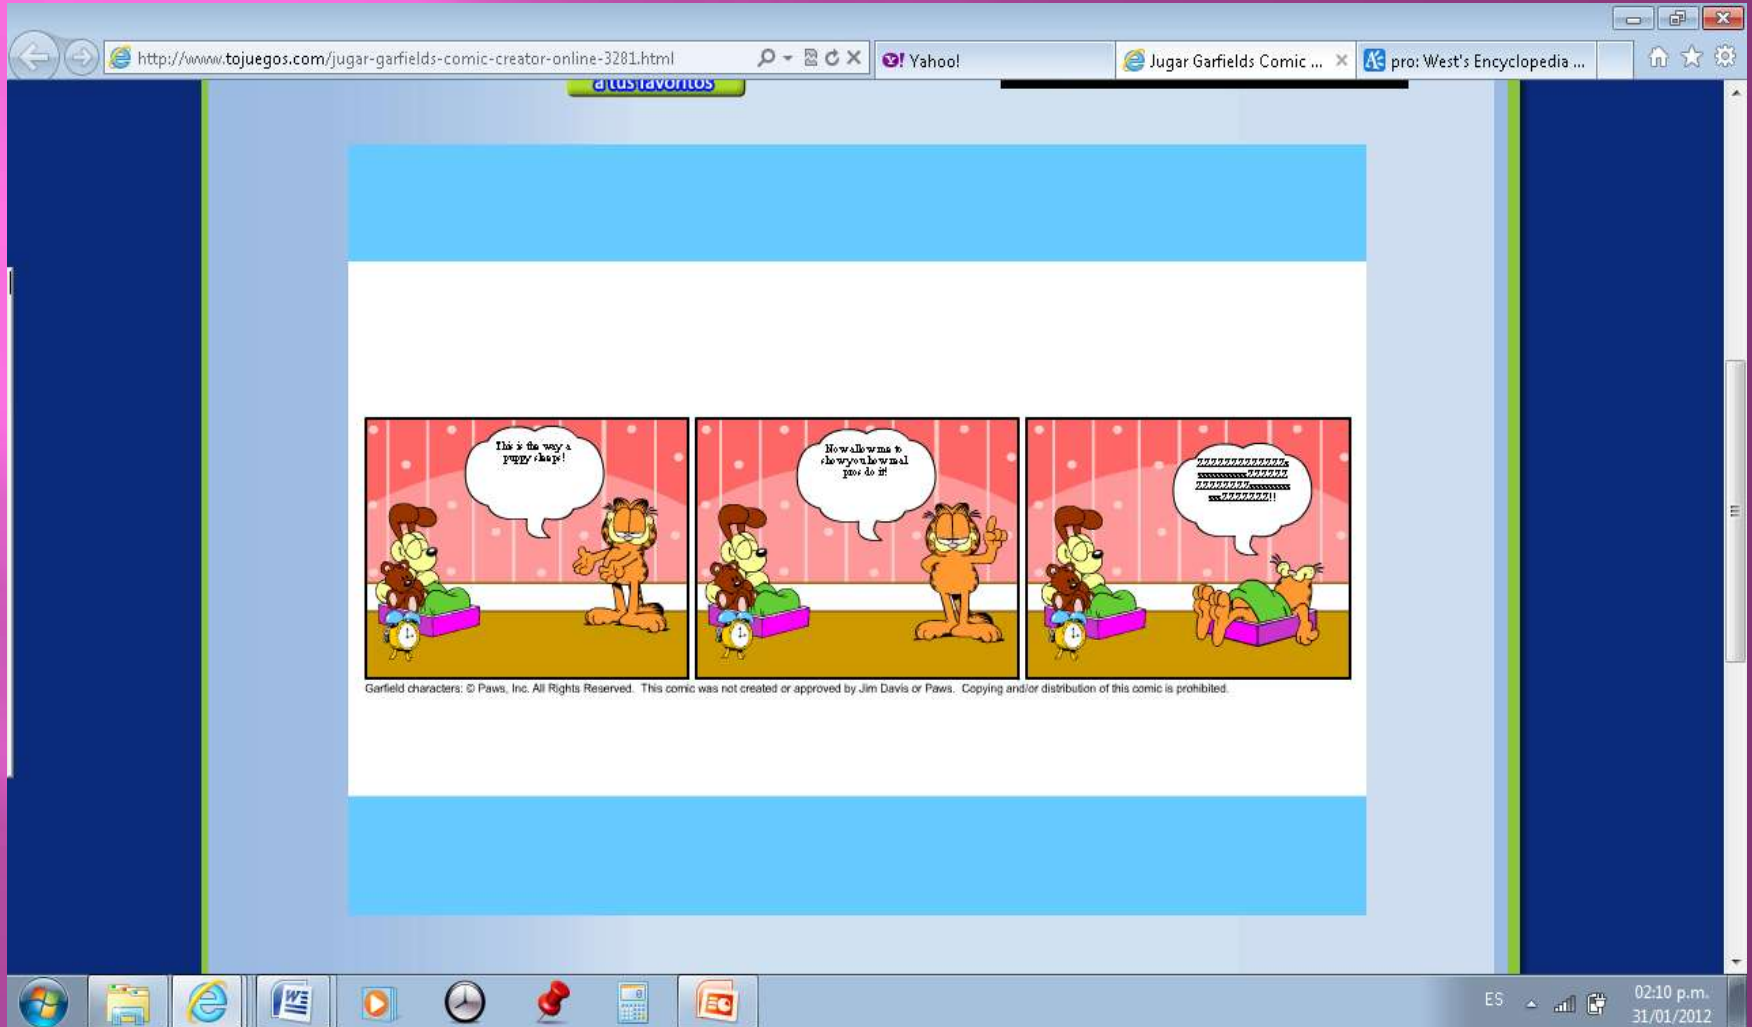 http://www.tojuegos.com/jugar-garfields-comic-creator-online-3281.html
Yahoo!
Jugar Garfields Comic ...
pro: West's Encyclopedia ...
a tus favoritos
This is the way a
puppy sleeps!
Now allow me to
show you how real
pros do it!
Garfield characters: © Paws, Inc. All Rights Reserved. This comic was not created or approved by Jim Davis or Paws. Copying and/or distribution of this comic is prohibited.
ES
02:10 p.m.
31/01/2012